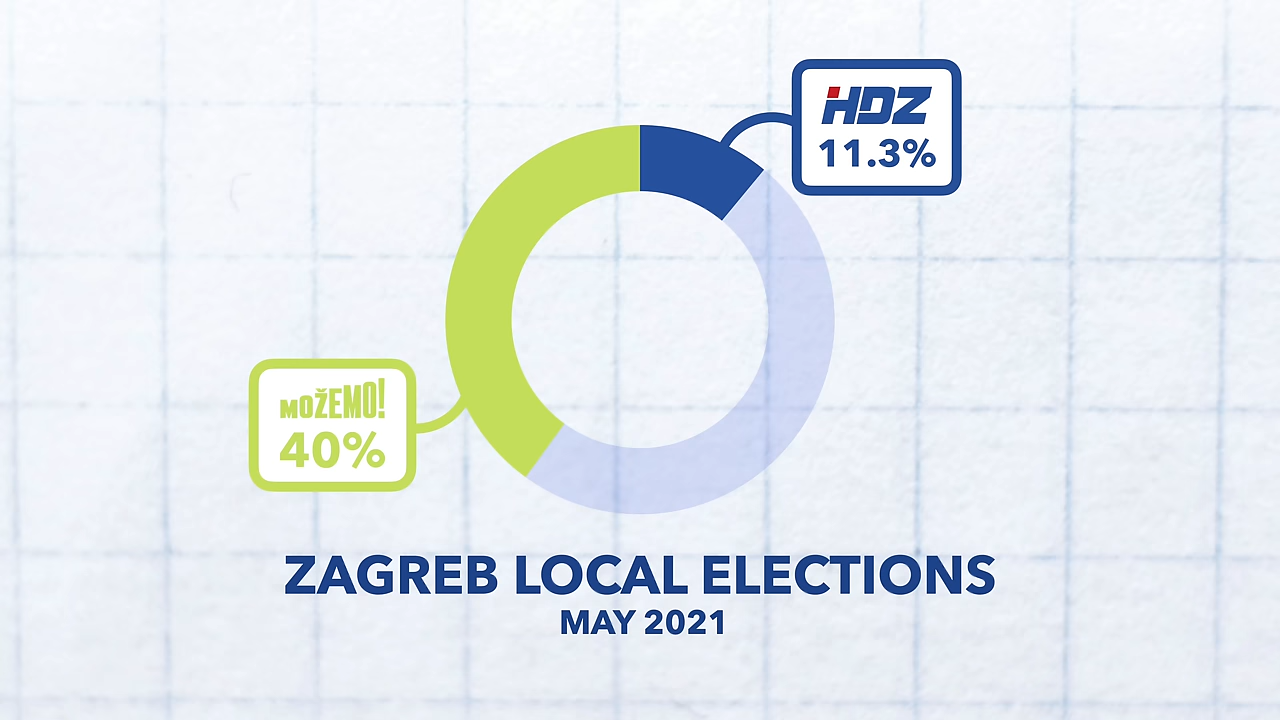 HDZ
11.3%
MOŽEMO!
40%
ZAGREB LOCAL ELECTIONS
MAY 2021